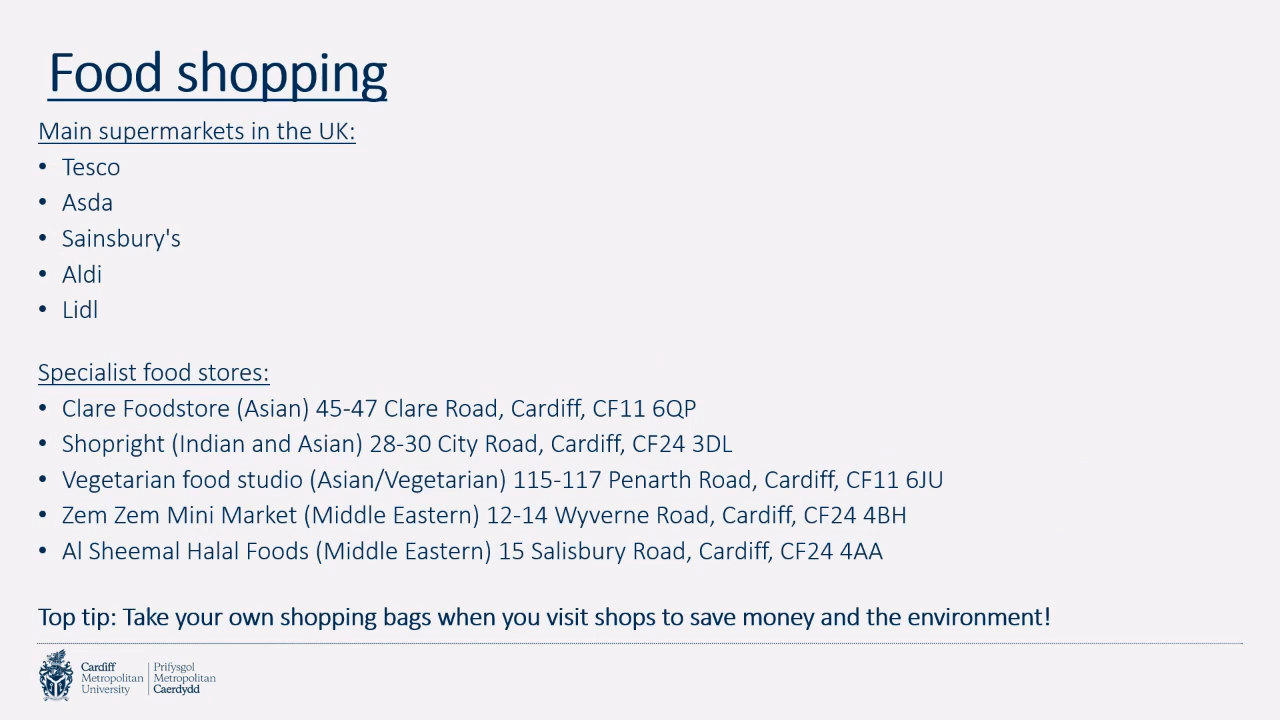 Food shopping
Main supermarkets in the UK:
• Tesco
• Asda
• Sainsbury's
• Aldi
• Lidl
Specialist food stores:
• Clare Foodstore (Asian) 45-47 Clare Road, Cardiff, CF11 6QP
• Shopright (Indian and Asian) 28-30 City Road, Cardiff, CF24 3DL
• Vegetarian food studio (Asian/Vegetarian) 115-117 Penarth Road, Cardiff, CF11 6JU
• Zem Zem Mini Market (Middle Eastern) 12-14 Wyverne Road, Cardiff, CF24 4BH
• Al Sheemal Halal Foods (Middle Eastern) 15 Salisbury Road, Cardiff, CF24 4AA
Top tip: Take your own shopping bags when you visit shops to save money and the environment!
Cardiff
Metropolitan
University
Prifysgol
Metropolitan
Caerdydd